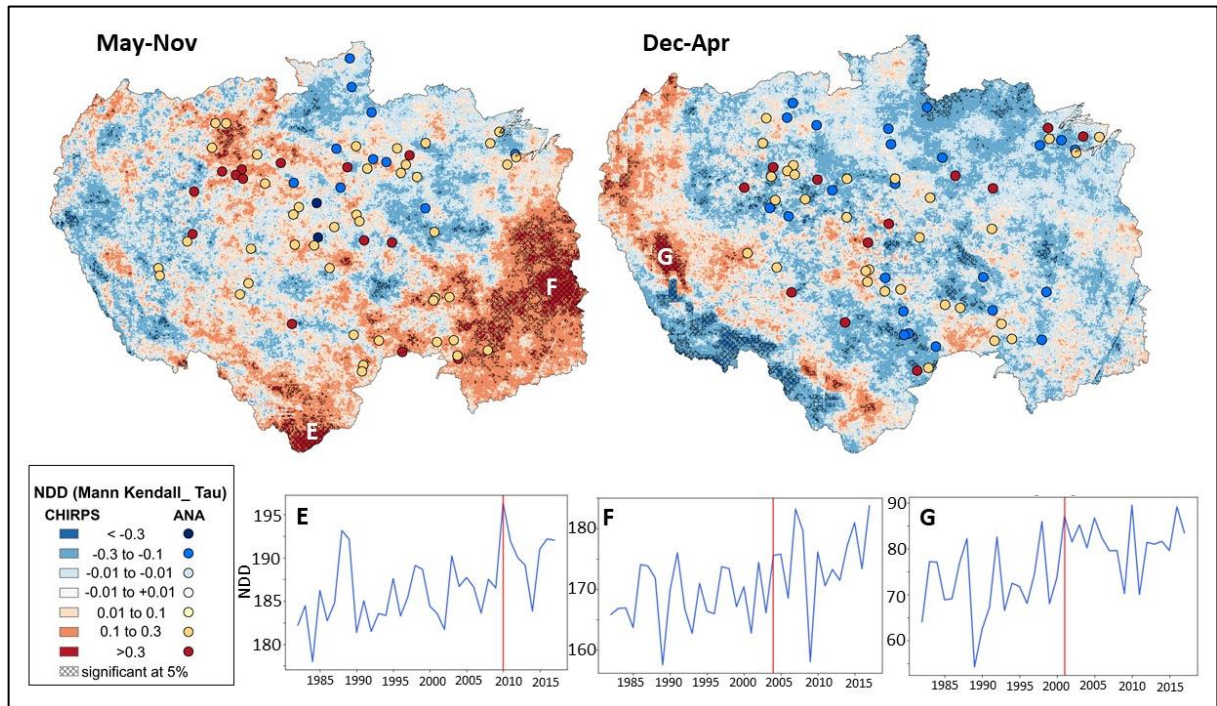 May-Nov
Dec-Apr
G
F
E
NDD (Mann Kendall_ Tau)
CHIRPS ANA
< -0.3
-0.3 to -0.1
-0.01 to -0.01
-0.01 to +0.01
0.01 to 0.1
0.1 to 0.3
>0.3
significant at 5%
E
NDD
195
190
185
180
1985 1990 1995 2000 2005 2010 2015
F
180
170
160
1985 1990 1995 2000 2005 2010 2015
G
90
80
70
60
1985 1990 1995 2000 2005 2010 2015